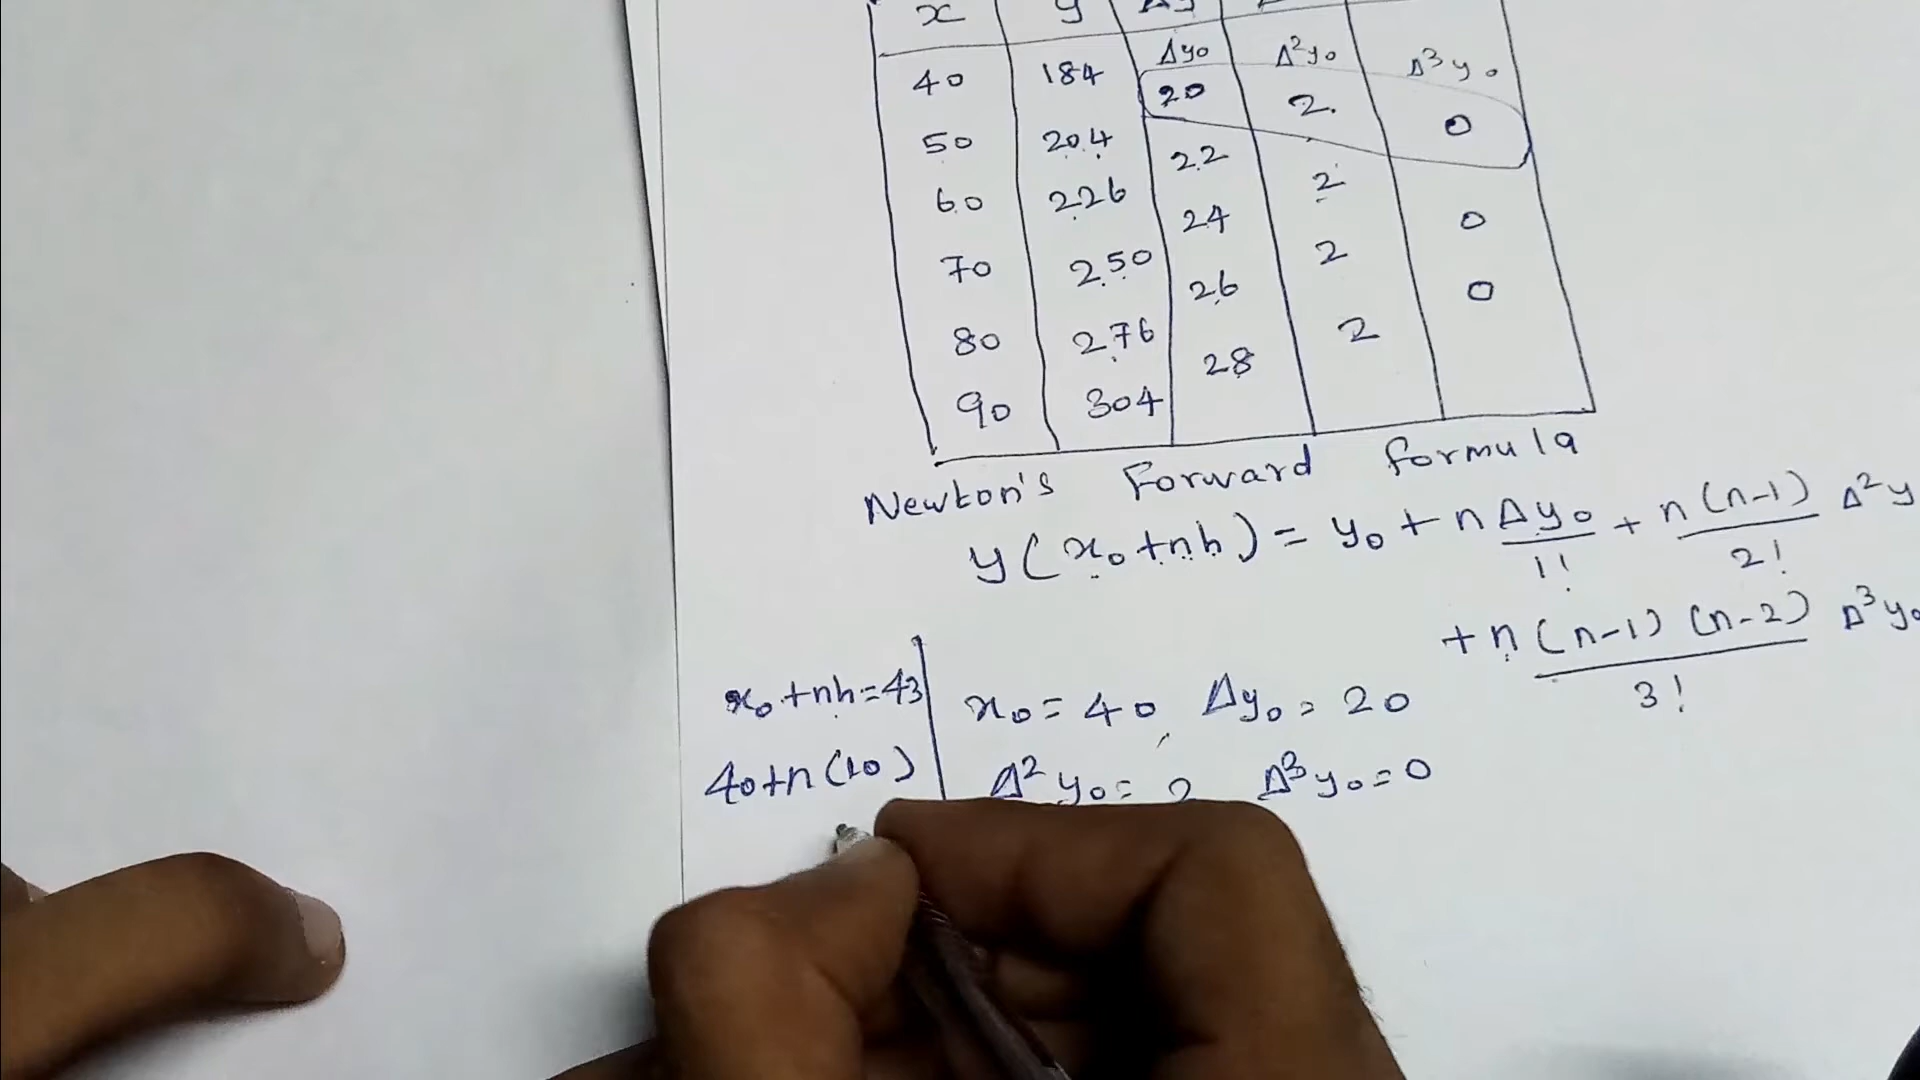 x y Δy
Δy₀ Δ²y₀ Δ³y₀
40 184 20 2 0
50 204 22 2 0
60 226 24 2 0
70 250 26 2
80 276 28
90 304
Newton's Forward formula
y(x₀+nh) = y₀ + nΔy₀/1! + n(n-1)/2! Δ²y
+ n(n-1)(n-2)/3! Δ³y₀
x₀+nh=43 x₀=40 Δy₀=20
40+n(10) Δ²y₀=2 Δ³y₀=0